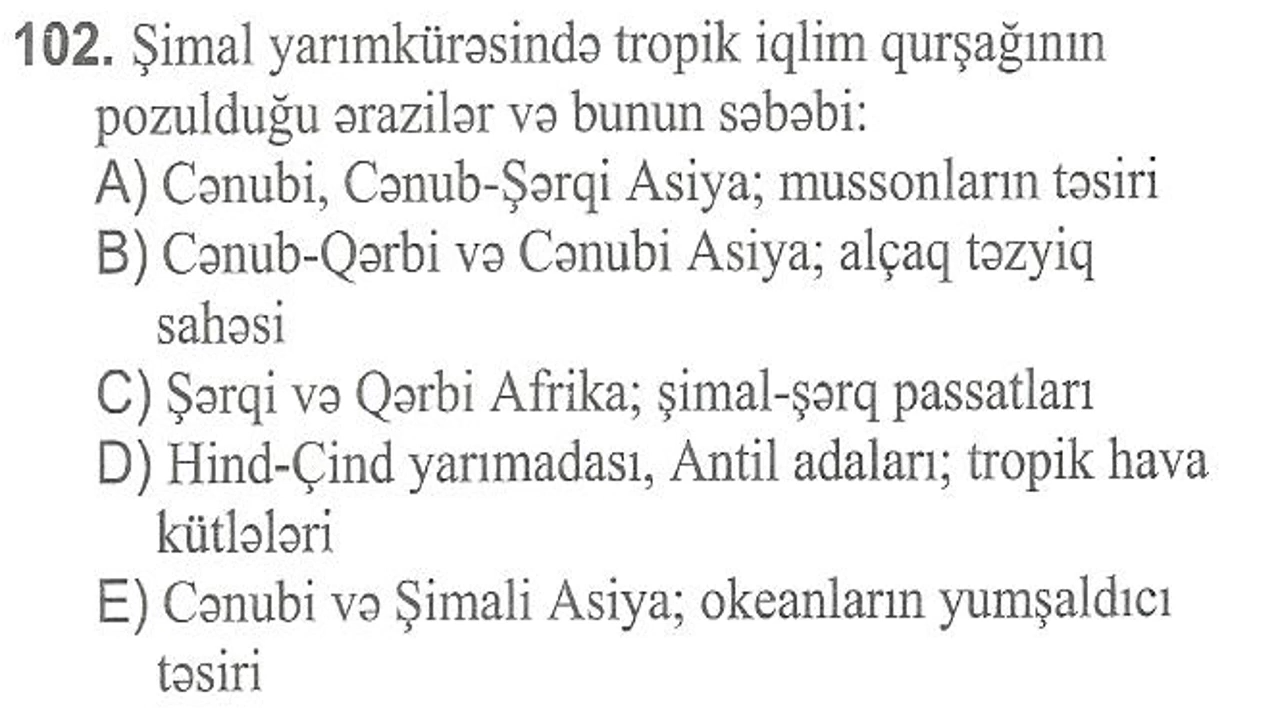 102. Şimal yarımkürəsində tropik iqlim qurşağının
pozulduğu ərazilər və bunun səbəbi:
A) Cənubi, Cənub-Şərqi Asiya; mussonların təsiri
B) Cənub-Qərbi və Cənubi Asiya; alçaq təzyiq
sahəsi
C) Şərqi və Qərbi Afrika; şimal-şərq passatları
D) Hind-Çind yarımadası, Antil adaları; tropik hava
kütlələri
E) Cənubi və Şimali Asiya; okeanların yumşaldıcı
təsiri